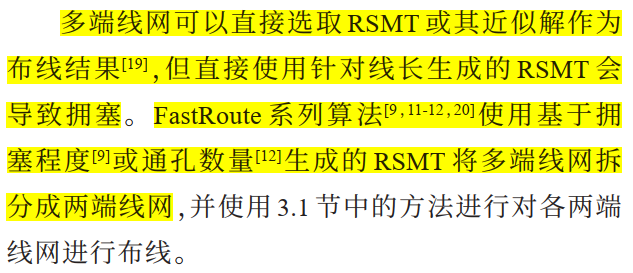 多端线网可以直接选取 RSMT 或其近似解作为
布线结果[19],但直接使用针对线长生成的 RSMT 会
导致拥塞。FastRoute 系列算法[9,11-12,20]使用基于拥
塞程度[9]或通孔数量[12]生成的 RSMT 将多端线网拆
分成两端线网,并使用 3.1 节中的方法进行对各两端
线网进行布线。